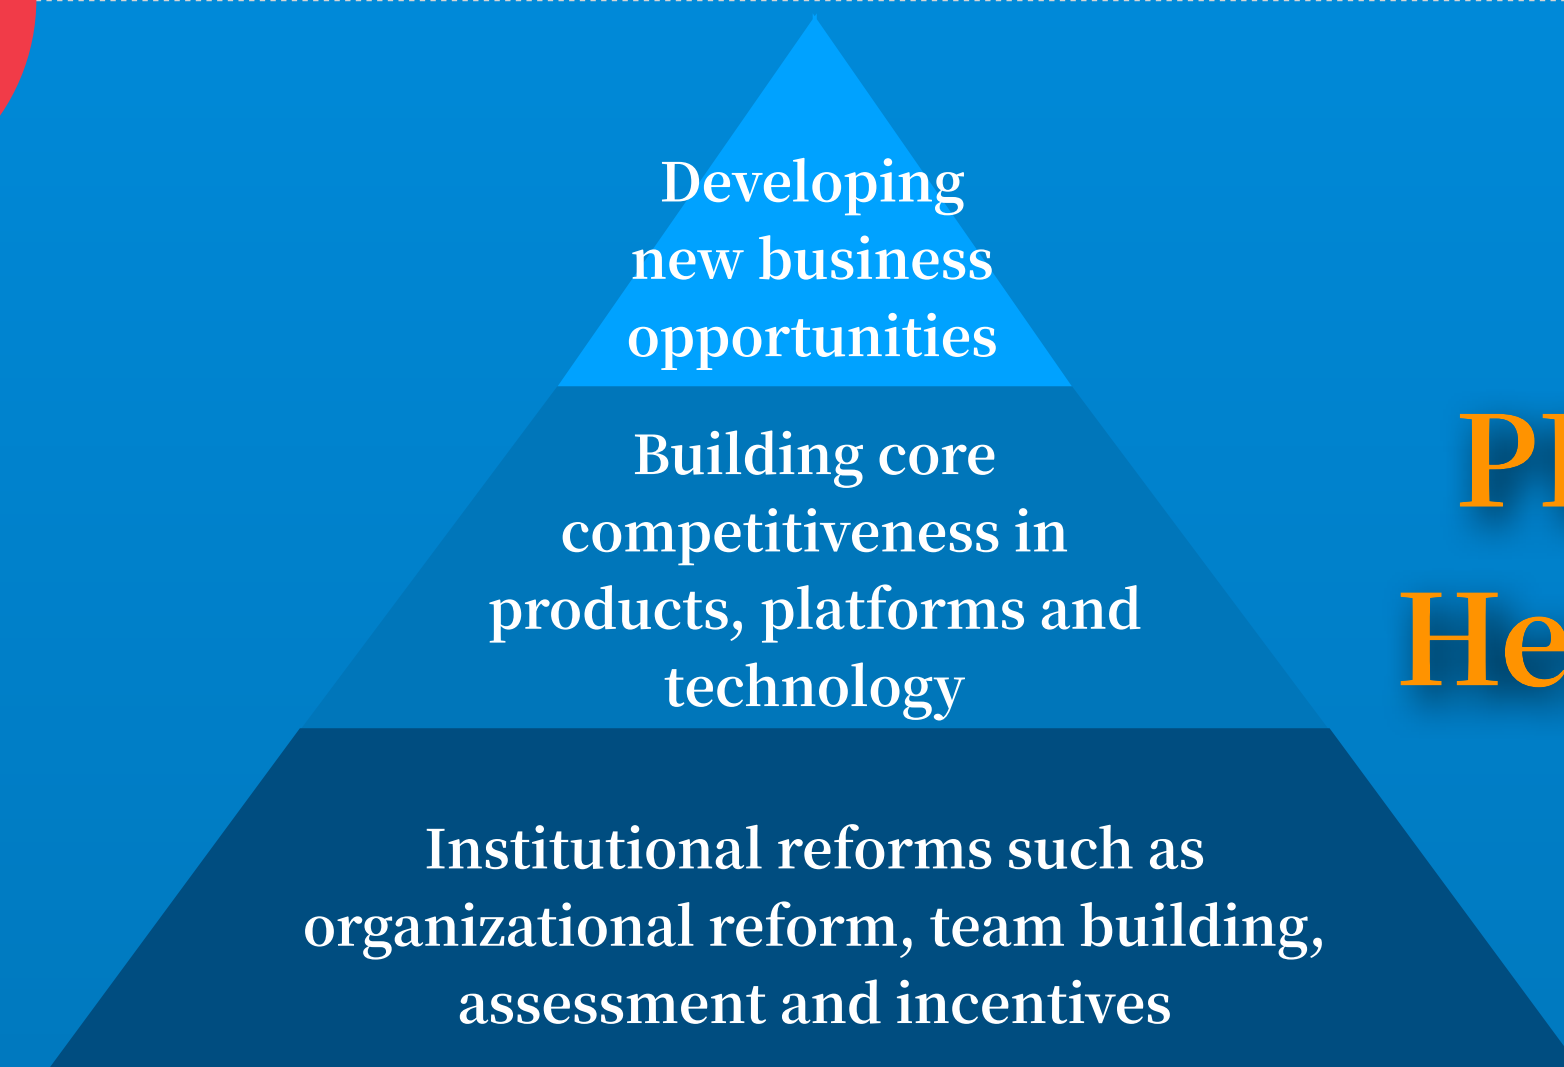 Developing
new business
opportunities
Building core
competitiveness in
products, platforms and
technology
Institutional reforms such as
organizational reform, team building,
assessment and incentives